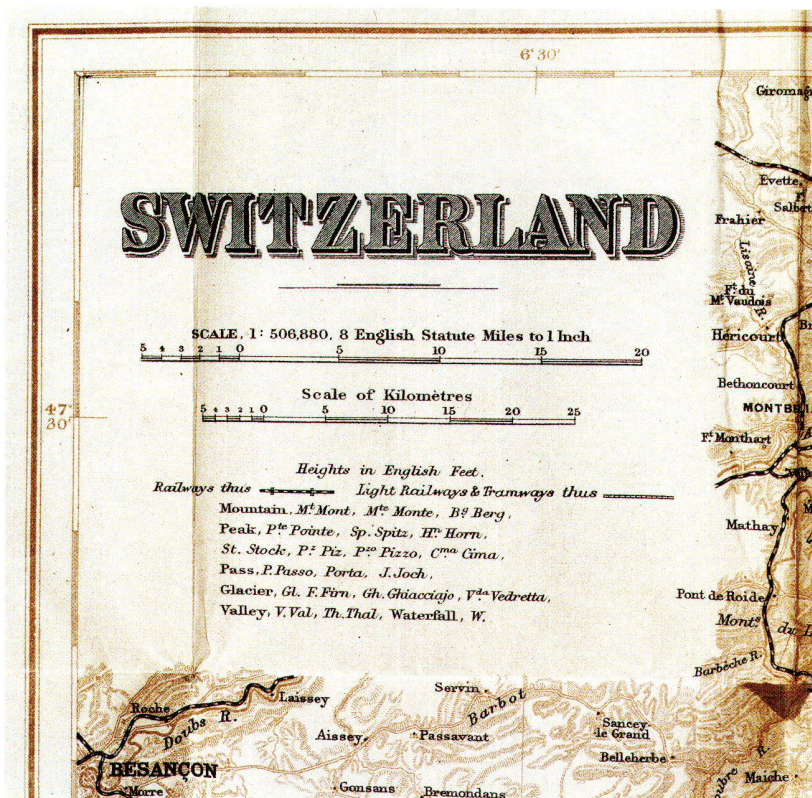 6° 30'
Giromag
Evette
Salbet
Frahier
SWITZERLAND
Lisaine R.
Ft. du
Mt. Vaudois
SCALE, 1: 506,880. 8 English Statute Miles to 1 Inch
5 4 3 2 1 0 5 10 15 20
Héricourt
Br
Bethoncourt
Scale of Kilomètres
5 4 3 2 1 0 5 10 15 20 25
MONTBÉL
47°
30'
Ft. Monthart
Heights in English Feet.
Railways thus Light Railways & Tramways thus
Mountain, Mt. Mont, Mte. Monte, Bg. Berg,
Peak, Pte. Pointe, Sp. Spitz, Hn. Horn,
St. Stock, Pz. Piz, Pzo. Pizzo, Cma. Cima,
Pass, P. Passo, Porta, J. Joch,
Glacier, Gl. F. Firn, Gh. Ghiacciajo, Vda. Vedretta,
Valley, V. Val, Th. Thal, Waterfall, W.
Mathay
Pont de Roide
Monts.
du L
Barbèche R.
Laissey
Servin
Barbot
Roche
Doubs R.
Aissey
Passavant
Sancey-
le Grand
Belleherbe
BESANÇON
Morre
Gonsans
Bremondans
oubre R.
Maiche